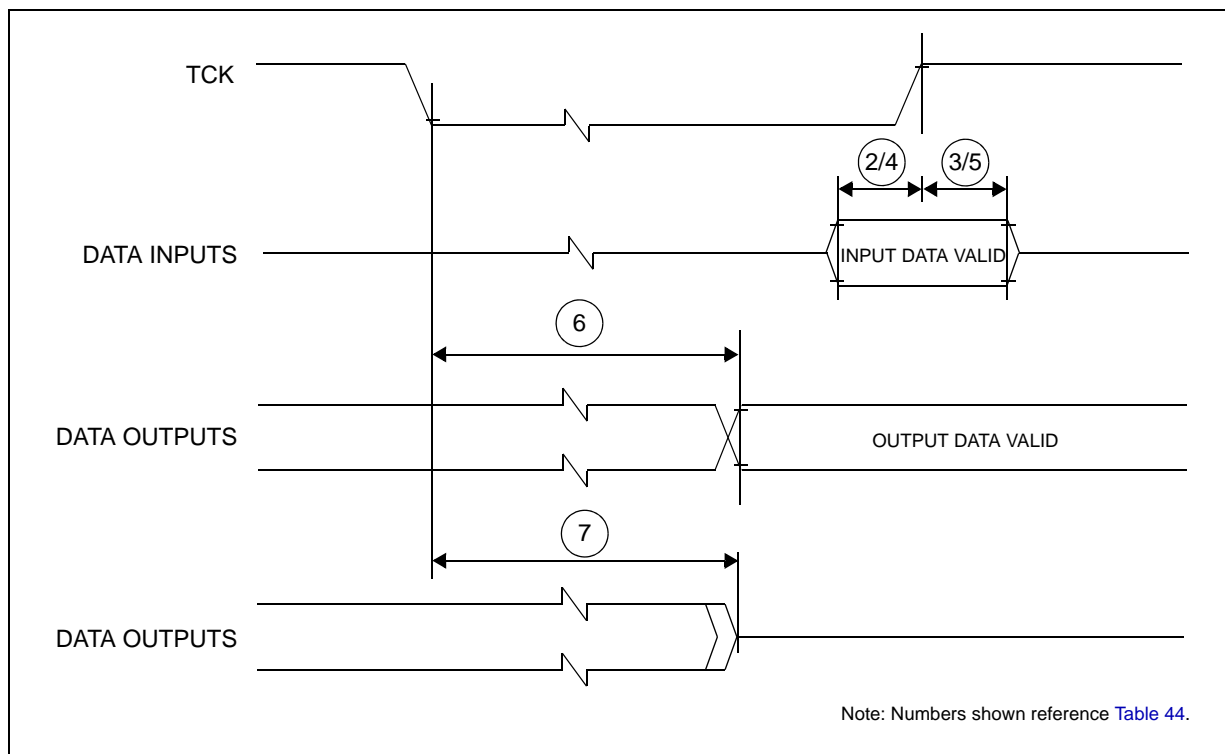 TCK
2/4
3/5
DATA INPUTS
INPUT DATA VALID
6
DATA OUTPUTS
OUTPUT DATA VALID
7
DATA OUTPUTS
Note: Numbers shown reference Table 44.